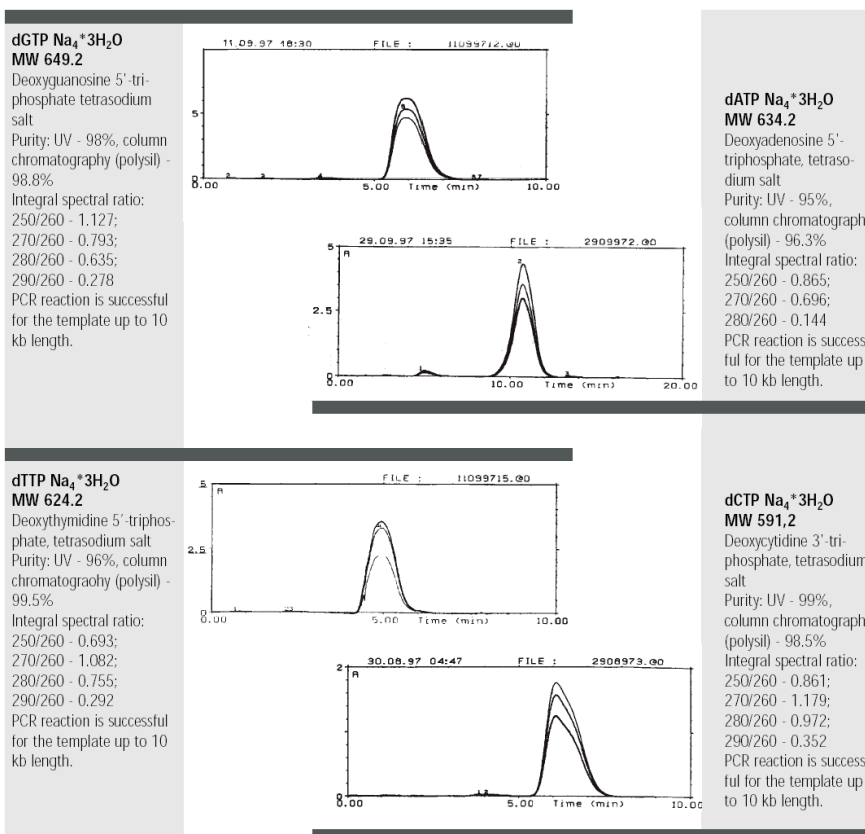 dGTP Na₄*3H₂O
MW 649.2
Deoxyguanosine 5'-tri-
phosphate tetrasodium
salt
Purity: UV - 98%, column
chromatography (polysil) -
98.8%
Integral spectral ratio:
250/260 - 1.127;
270/260 - 0.793;
280/260 - 0.635;
290/260 - 0.278
PCR reaction is successful
for the template up to 10
kb length.
11.09.97 18:30 FILE : 11099712.@0
5
0
0.00 5.00 Time (min) 10.00
dATP Na₄*3H₂O
MW 634.2
Deoxyadenosine 5'-
triphosphate, tetraso-
dium salt
Purity: UV - 95%,
column chromatograph
(polysil) - 96.3%
Integral spectral ratio:
250/260 - 0.865;
270/260 - 0.696;
280/260 - 0.144
PCR reaction is success
ful for the template up
to 10 kb length.
29.09.97 15:35 FILE : 2909972.@0
5
A
2
2.5
1
3
0
0.00 10.00 Time (min) 20.00
dTTP Na₄*3H₂O
MW 624.2
Deoxythymidine 5'-triphos-
phate, tetrasodium salt
Purity: UV - 96%, column
chromatograohy (polysil) -
99.5%
Integral spectral ratio:
250/260 - 0.693;
270/260 - 1.082;
280/260 - 0.755;
290/260 - 0.292
PCR reaction is successful
for the template up to 10
kb length.
FILE : 11099715.@0
5
A
2.5
0
0.00 5.00 Time (min) 10.00
dCTP Na₄*3H₂O
MW 591,2
Deoxycytidine 3'-tri-
phosphate, tetrasodium
salt
Purity: UV - 99%,
column chromatograph
(polysil) - 98.5%
Integral spectral ratio:
250/260 - 0.861;
270/260 - 1.179;
280/260 - 0.972;
290/260 - 0.352
PCR reaction is success
ful for the template up
to 10 kb length.
30.08.97 04:47 FILE : 2908973.@0
2
A
1
0
0.00 5.00 Time (min) 10.00